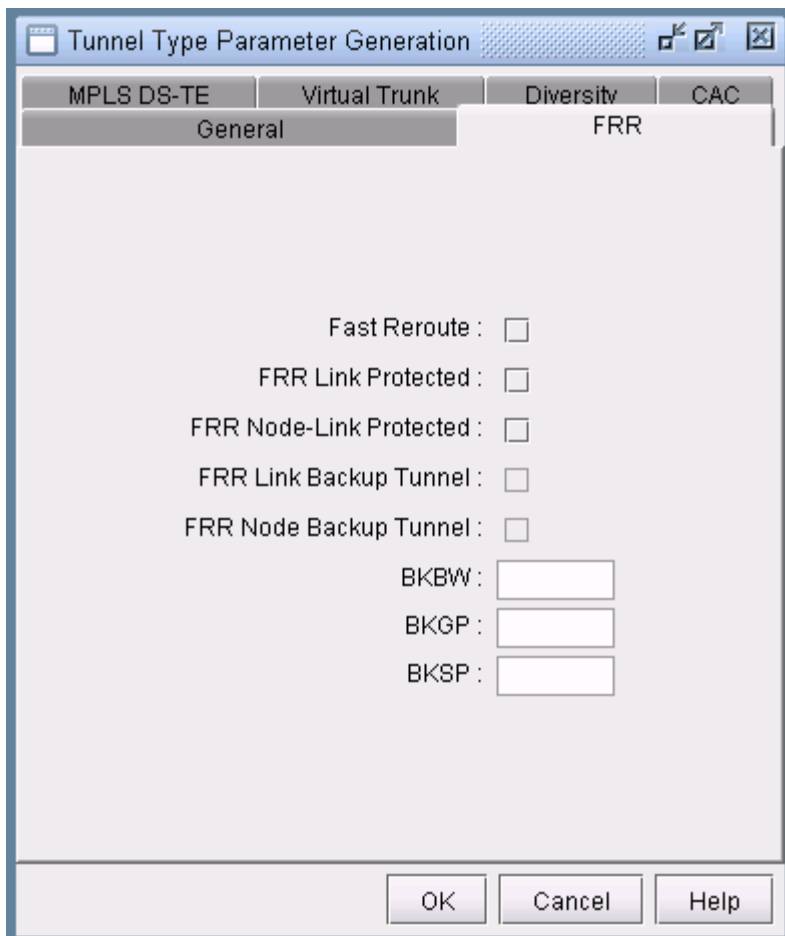 Tunnel Type Parameter Generation
MPLS DS-TE Virtual Trunk Diversity CAC
General FRR
Fast Reroute :
FRR Link Protected :
FRR Node-Link Protected :
FRR Link Backup Tunnel :
FRR Node Backup Tunnel :
BKBW :
BKGP :
BKSP :
OK Cancel Help